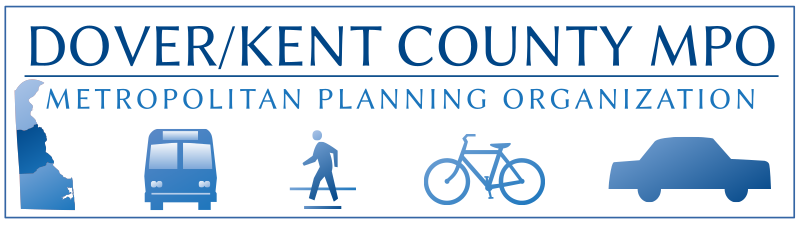 DOVER/KENT COUNTY MPO
METROPOLITAN PLANNING ORGANIZATION